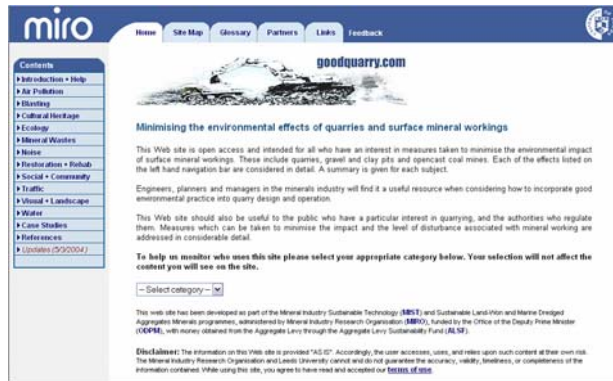 miro
Home Site Map Glossary Partners Links Feedback
goodquarry.com
Contents
Introduction + Help
Air Pollution
Blasting
Cultural Heritage
Ecology
Mineral Wastes
Noise
Restoration + Rehab
Social + Community
Traffic
Visual + Landscape
Water
Case Studies
References
Updates (5/3/2004)
Minimising the environmental effects of quarries and surface mineral workings
This Web site is open access and intended for all who have an interest in measures taken to minimise the environmental impact
of surface mineral workings. These include quarries, gravel and clay pits and opencast coal mines. Each of the effects listed on
the left hand navigation bar are considered in detail. A summary is given for each subject.
Engineers, planners and managers in the minerals industry will find it a useful resource when considering how to incorporate good
environmental practice into quarry design and operation.
This Web site should also be useful to the public who have a particular interest in quarrying, and the authorities who regulate
them. Measures which can be taken to minimise the impact and the level of disturbance associated with mineral working are
addressed in considerable detail.
To help us monitor who uses this site please select your appropriate category below. Your selection will not affect the
content you will see on the site.
-- Select category --
This web site has been developed as part of the Mineral Industry Sustainable Technology (MIST) and Sustainable Land-Won and Marine Dredged
Aggregates Minerals programmes, administered by Mineral Industry Research Organisation (MIRO), funded by the Office of the Deputy Prime Minister
(ODPM), with money obtained from the Aggregate Levy through the Aggregate Levy Sustainability Fund (ALSF).
Disclaimer: The information on this Web site is provided "AS IS". Accordingly, the user accesses, uses, and relies upon such content at their own risk.
The Mineral Industry Research Organisation and Leeds University cannot and do not guarantee the accuracy, validity, timeliness, or completeness of the
information contained. While using this site, you agree to have read and accepted our terms of use.